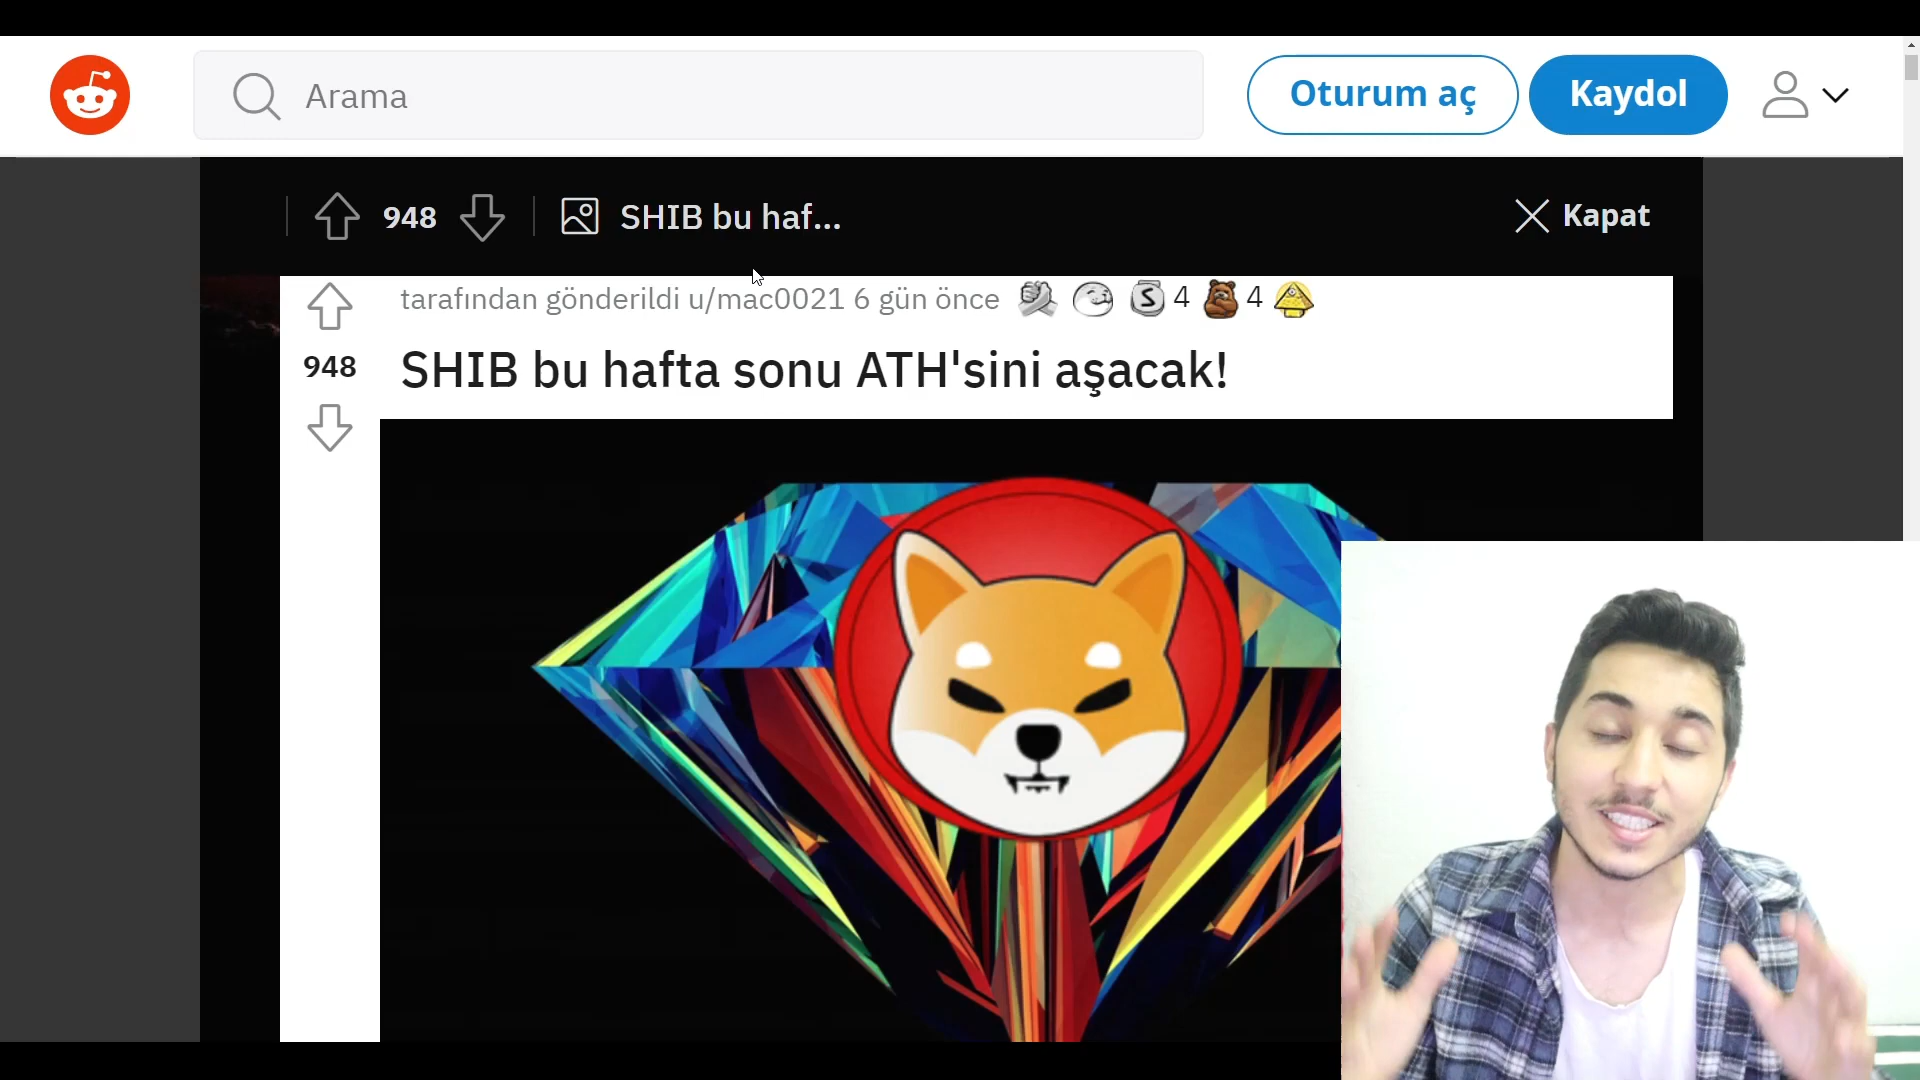 Arama
Oturum aç
Kaydol
948
SHIB bu haf...
Kapat
tarafından gönderildi u/mac0021 6 gün önce
4
4
948
SHIB bu hafta sonu ATH'sini aşacak!